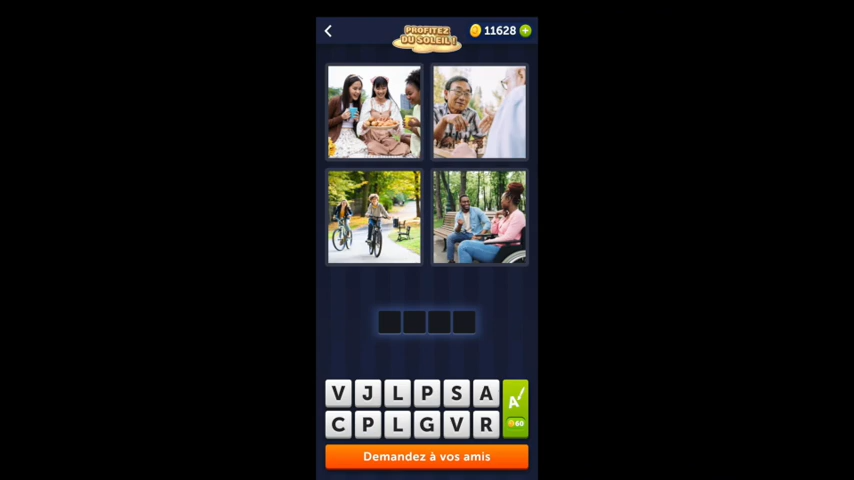 PROFITEZ
DU SOLEIL !
11628
V J L P S A
C P L G V R
60
Demandez à vos amis